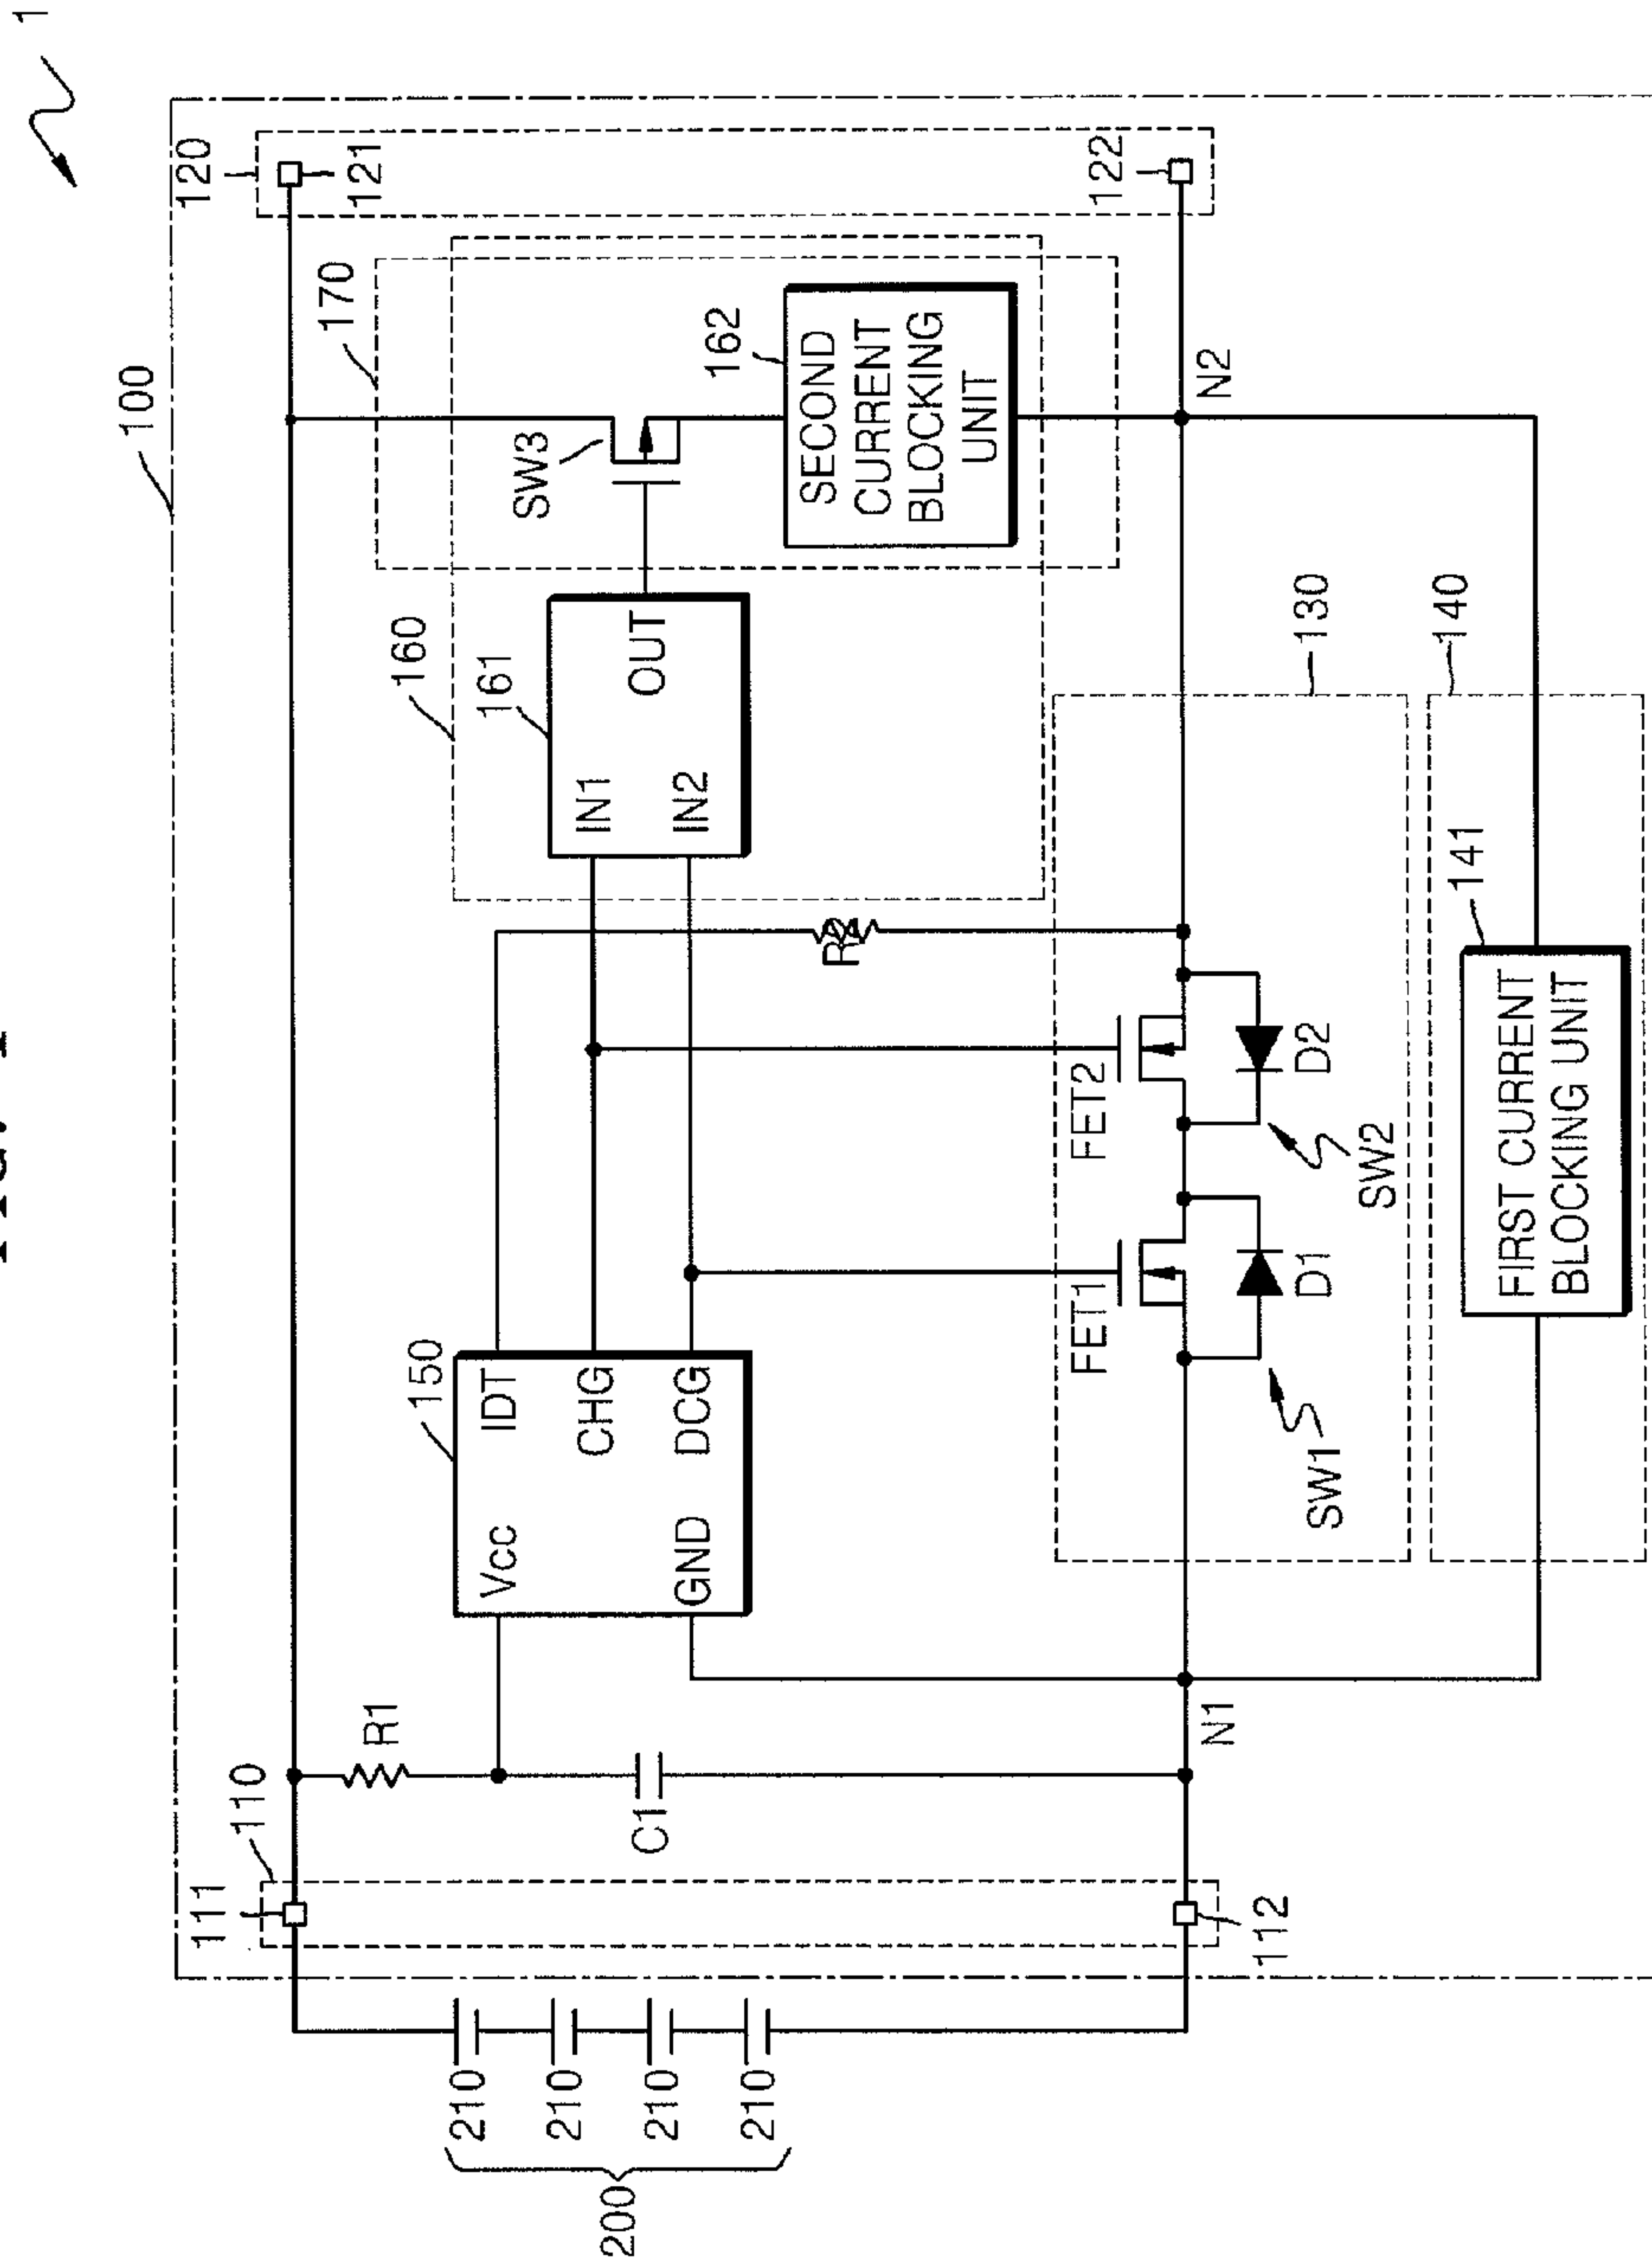 1
100
120
121
122
170
SW3
162
SECOND
CURRENT
BLOCKING
UNIT
N2
160
161
IN1
IN2
OUT
130
140
R2
150
Vcc
IDT
CHG
DCG
GND
FET1
FET2
D1
D2
SW1
SW2
141
FIRST CURRENT
BLOCKING UNIT
110
111
112
R1
C1
N1
210
210
210
210
200